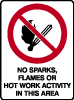 NO SPARKS,
FLAMES OR
HOT WORK ACTIVITY
IN THIS AREA